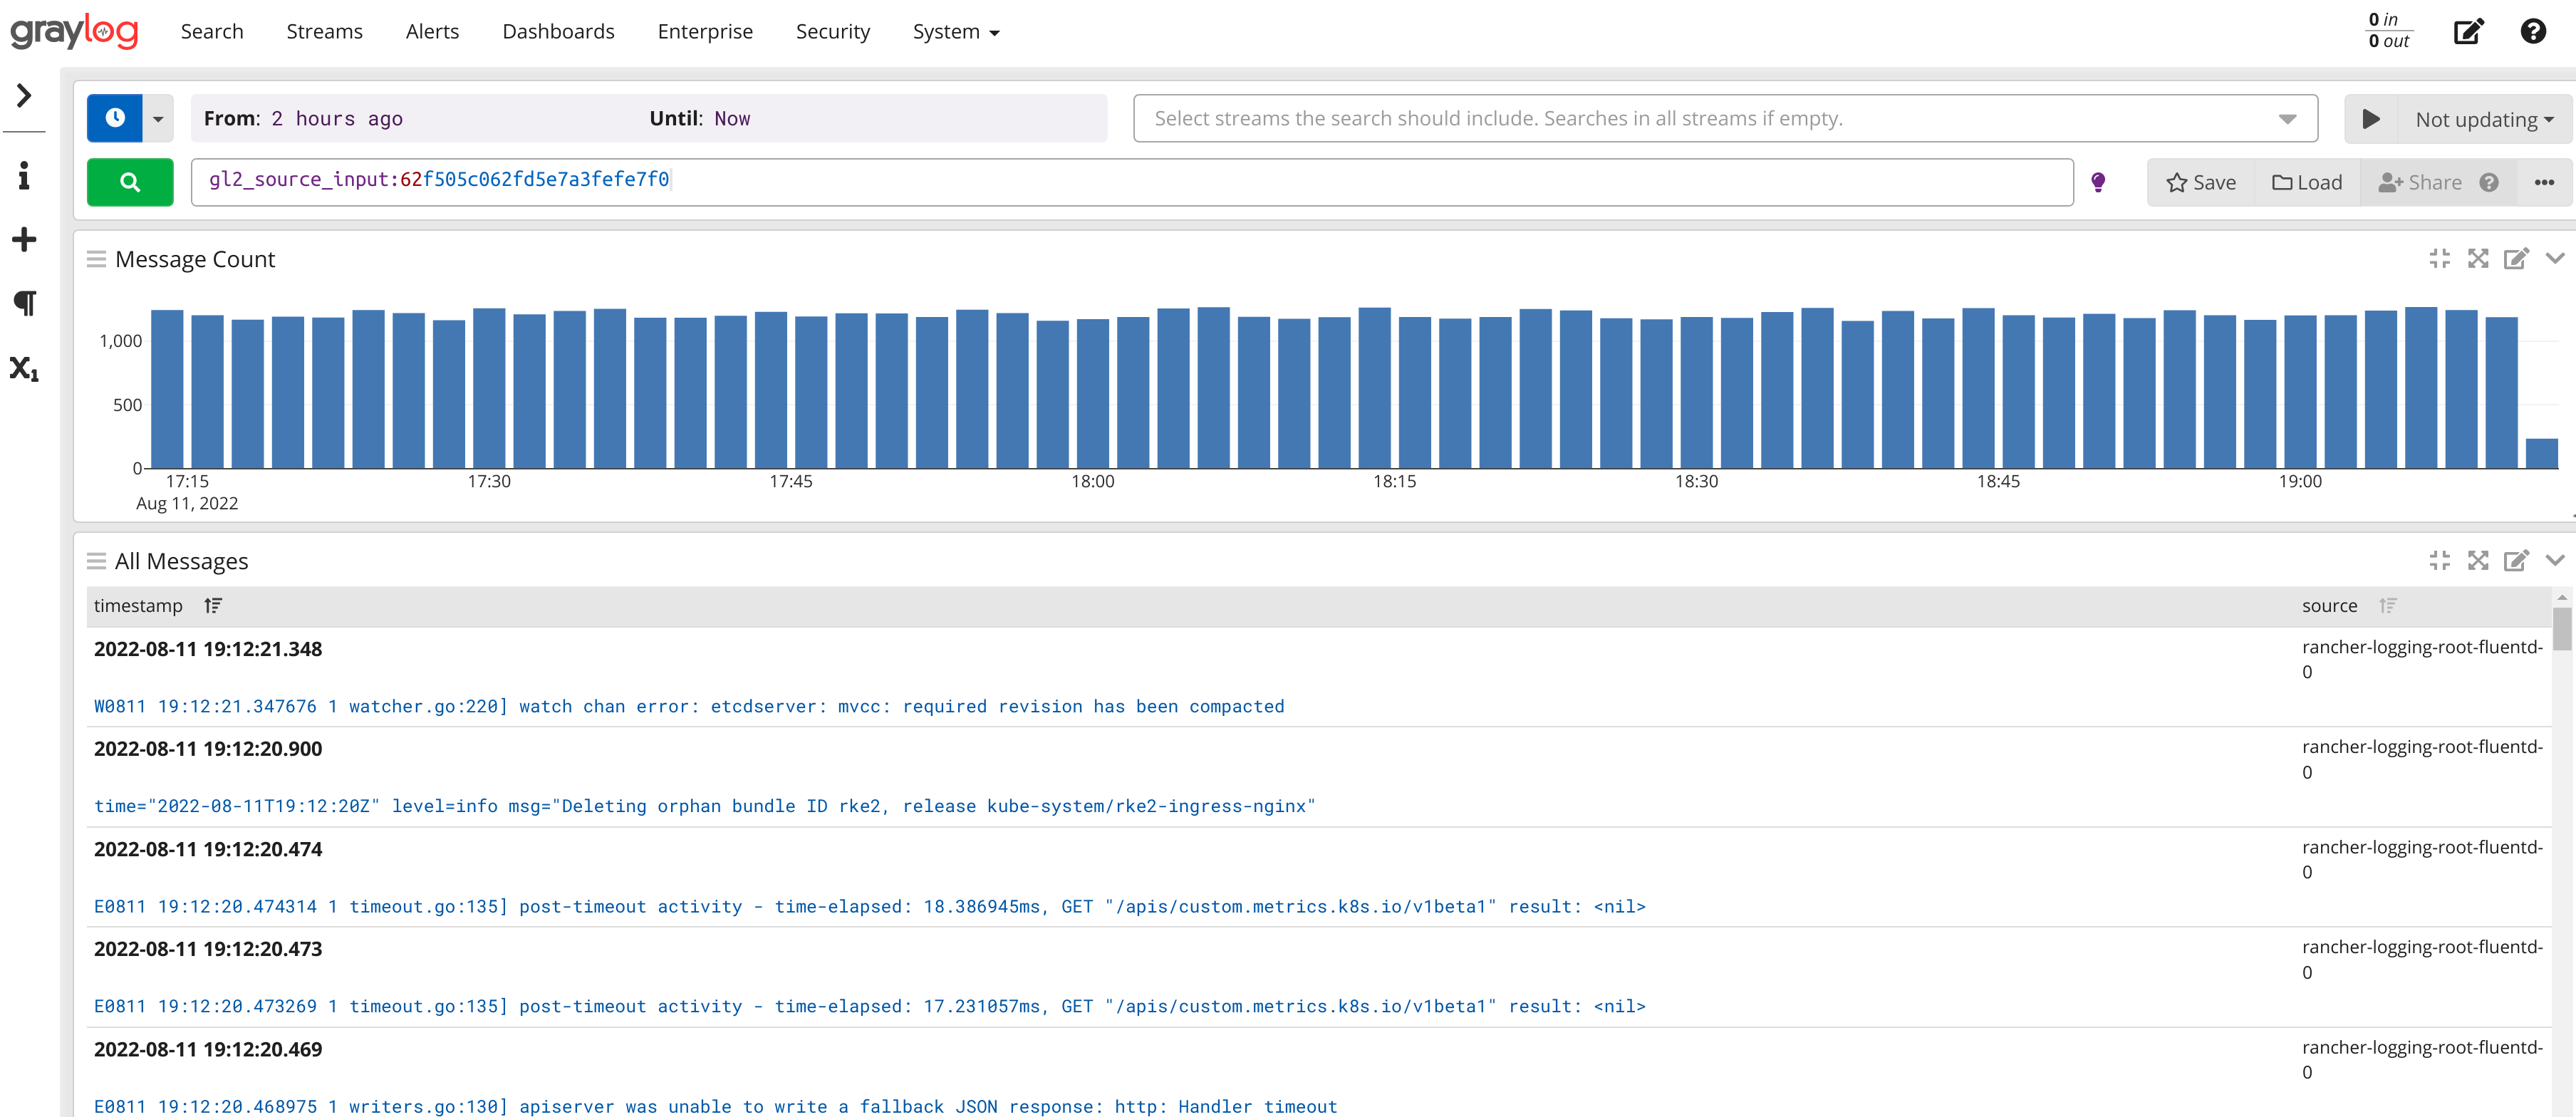 graylog Search Streams Alerts Dashboards Enterprise Security System 0 in
0 out
From: 2 hours ago Until: Now Select streams the search should include. Searches in all streams if empty. Not updating
gl2_source_input:62f505c062fd5e7a3fefe7f0 Save Load Share
Message Count
1,000
500
0
17:15 17:30 17:45 18:00 18:15 18:30 18:45 19:00
Aug 11, 2022
All Messages
timestamp source
2022-08-11 19:12:21.348 rancher-logging-root-fluentd-
0
W0811 19:12:21.347676 1 watcher.go:220] watch chan error: etcdserver: mvcc: required revision has been compacted
2022-08-11 19:12:20.900 rancher-logging-root-fluentd-
0
time="2022-08-11T19:12:20Z" level=info msg="Deleting orphan bundle ID rke2, release kube-system/rke2-ingress-nginx"
2022-08-11 19:12:20.474 rancher-logging-root-fluentd-
0
E0811 19:12:20.474314 1 timeout.go:135] post-timeout activity - time-elapsed: 18.386945ms, GET "/apis/custom.metrics.k8s.io/v1beta1" result: <nil>
2022-08-11 19:12:20.473 rancher-logging-root-fluentd-
0
E0811 19:12:20.473269 1 timeout.go:135] post-timeout activity - time-elapsed: 17.231057ms, GET "/apis/custom.metrics.k8s.io/v1beta1" result: <nil>
2022-08-11 19:12:20.469 rancher-logging-root-fluentd-
0
E0811 19:12:20.468975 1 writers.go:130] apiserver was unable to write a fallback JSON response: http: Handler timeout